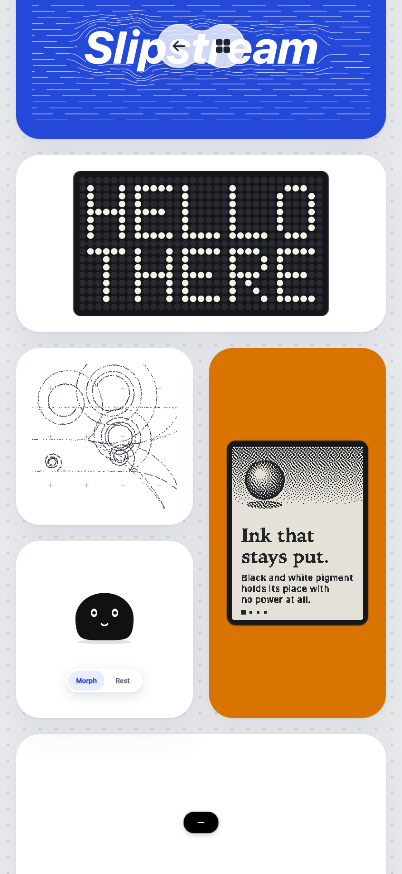 Slipstream
HELLO
THERE
Ink that
stays put.
Black and white pigment
holds its place with
no power at all.
Morph Rest